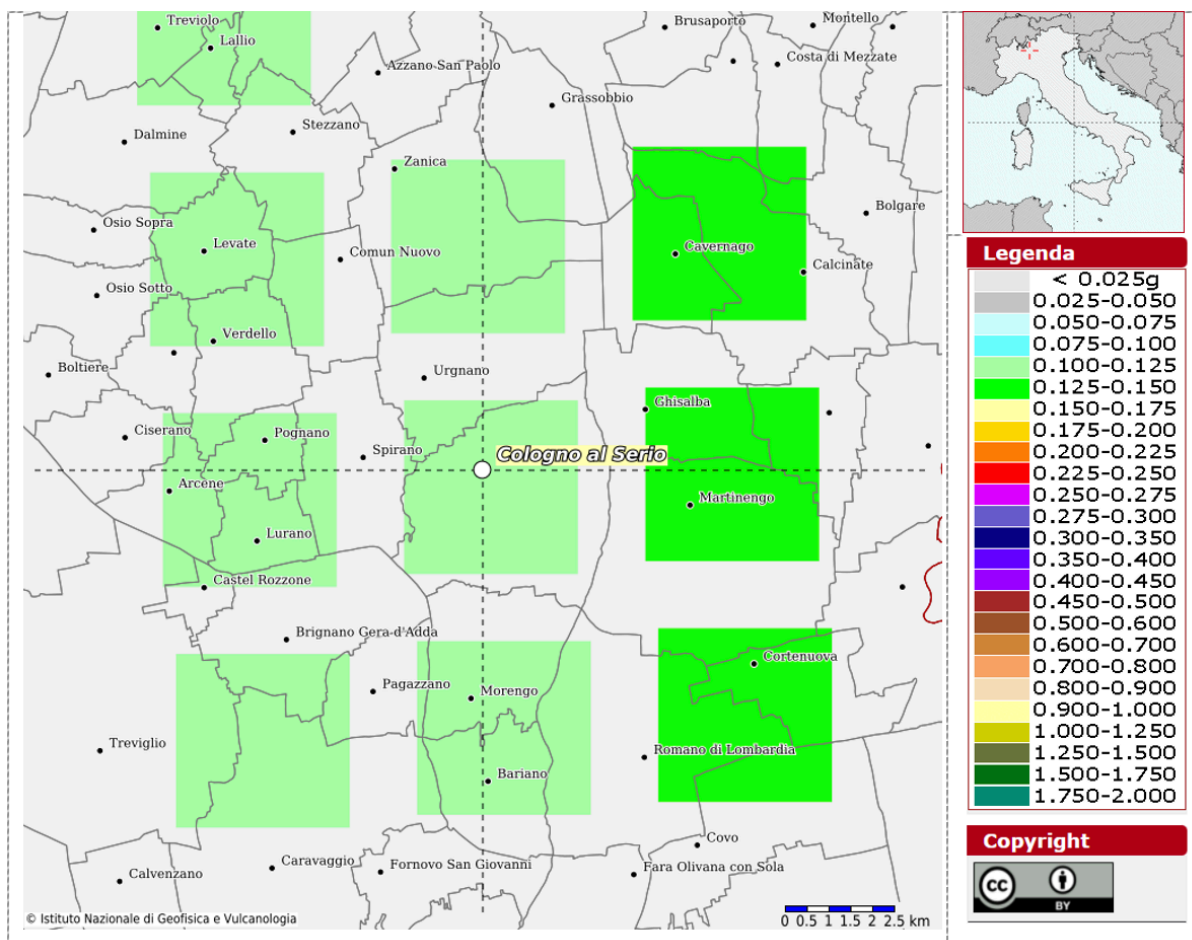 Treviolo
Lallio
Brusaporto
Montello
Azzano San Paolo
Costa di Mezzate
Grassobbio
Dalmine
Stezzano
Zanica
Osio Sopra
Levate
Comun Nuovo
Cavernago
Bolgare
Calcinate
Osio Sotto
Verdello
Boltiere
Urgnano
Ghisalba
Ciserano
Pognano
Spirano
Cologno al Serio
Arcene
Martinengo
Lurano
Castel Rozzone
Brignano Gera-d'Adda
Cortenuova
Pagazzano
Morengo
Treviglio
Romano di Lombardia
Bariano
Covo
Calvenzano
Caravaggio
Fornovo San Giovanni
Fara Olivana con Sola
© Istituto Nazionale di Geofisica e Vulcanologia
0 0.5 1 1.5 2 2.5 km
Legenda
< 0.025g
0.025-0.050
0.050-0.075
0.075-0.100
0.100-0.125
0.125-0.150
0.150-0.175
0.175-0.200
0.200-0.225
0.225-0.250
0.250-0.275
0.275-0.300
0.300-0.350
0.350-0.400
0.400-0.450
0.450-0.500
0.500-0.600
0.600-0.700
0.700-0.800
0.800-0.900
0.900-1.000
1.000-1.250
1.250-1.500
1.500-1.750
1.750-2.000
Copyright
cc
BY